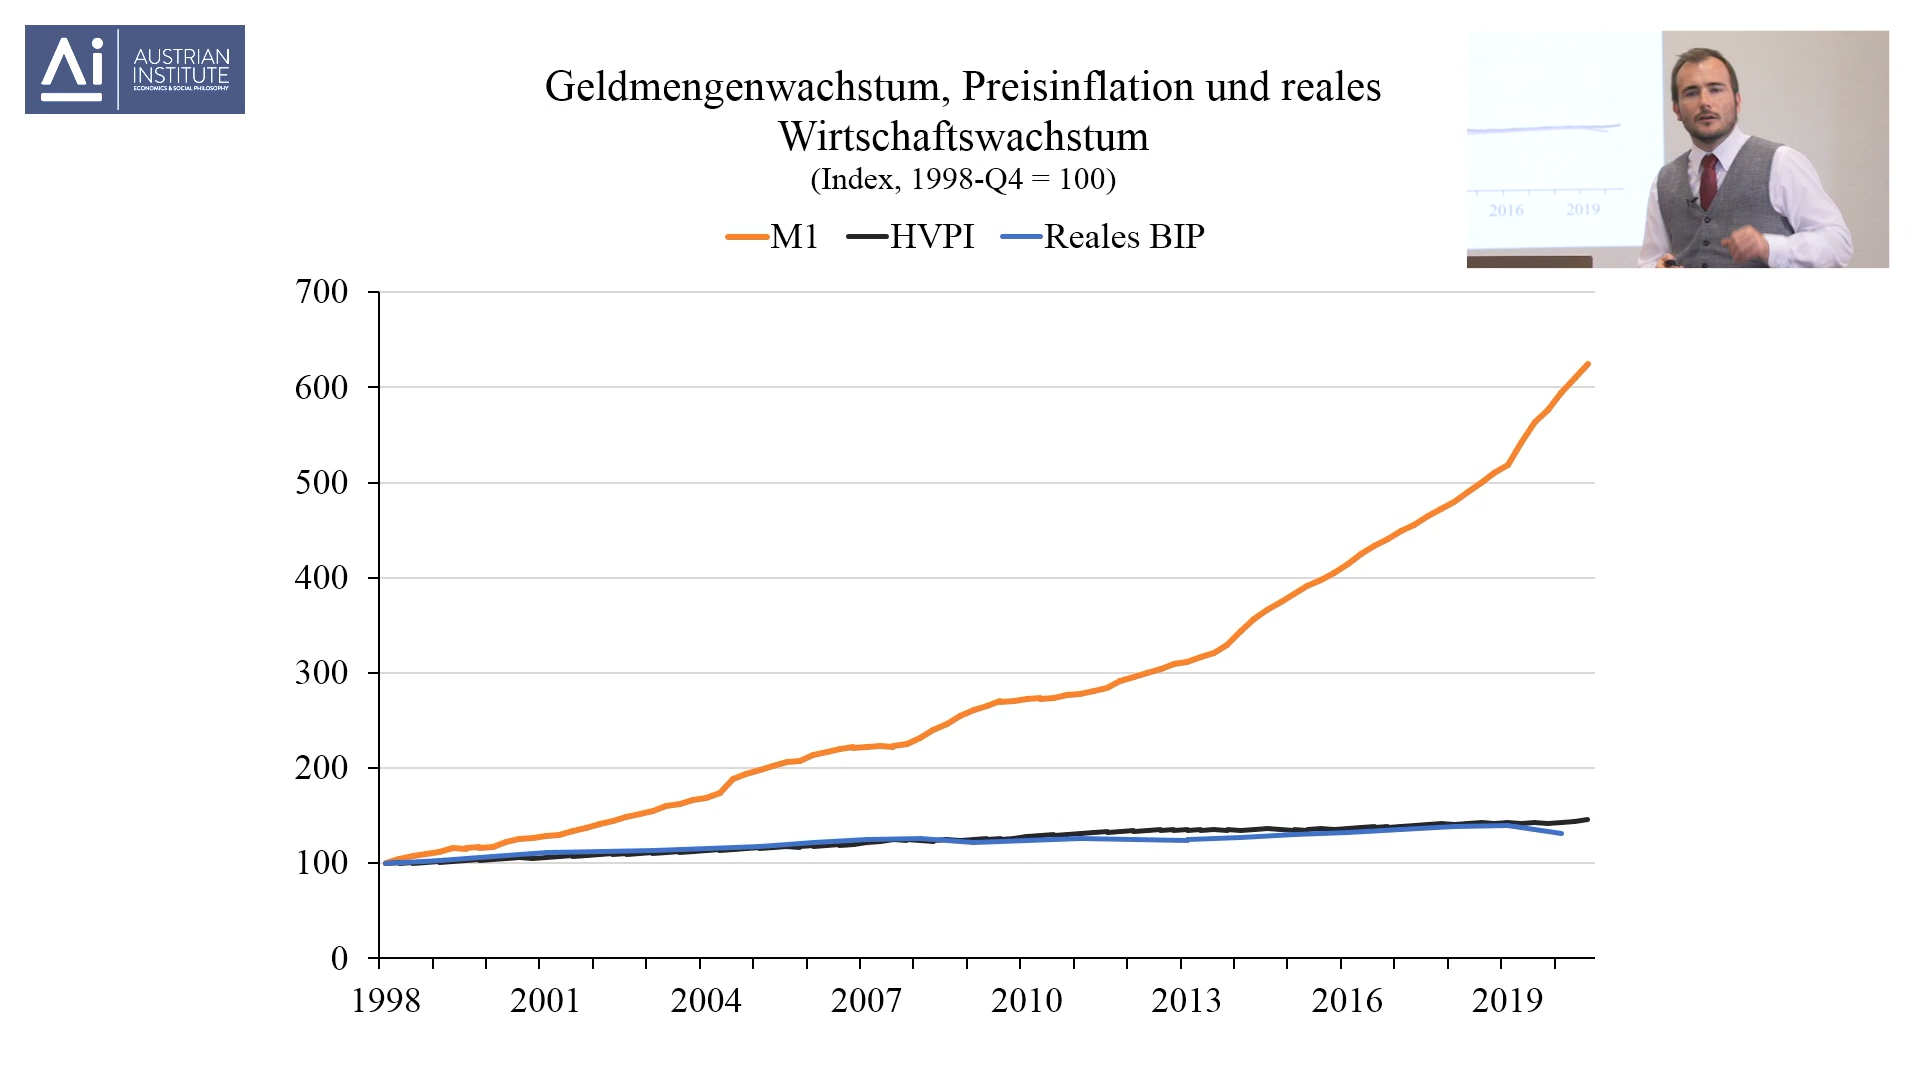 Ai
AUSTRIAN
INSTITUTE
ECONOMICS & SOCIAL PHILOSOPHY
Geldmengenwachstum, Preisinflation und reales
Wirtschaftswachstum
(Index, 1998-Q4 = 100)
M1 HVPI Reales BIP
2016 2019
700
600
500
400
300
200
100
0
1998 2001 2004 2007 2010 2013 2016 2019